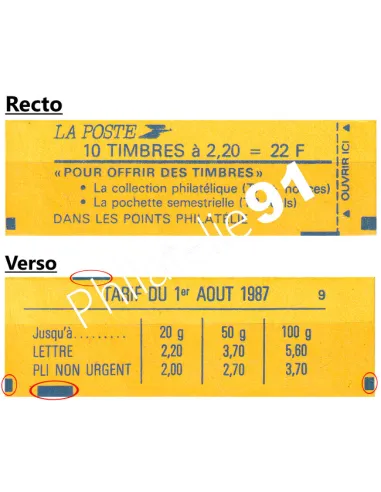 Recto
LA POSTE
10 TIMBRES à 2,20 = 22 F
«POUR OFFRIR DES TIMBRES»
• La collection philatélique
• La pochette semestrielle
DANS LES POINTS PHILATÉLIE
▲ OUVRIR ICI ▲
Philatélie 91
Verso
TARIF DU 1er AOUT 1987 9
Jusqu'à......... 20 g 50 g 100 g
LETTRE 2,20 3,70 5,60
PLI NON URGENT 2,00 2,70 3,70